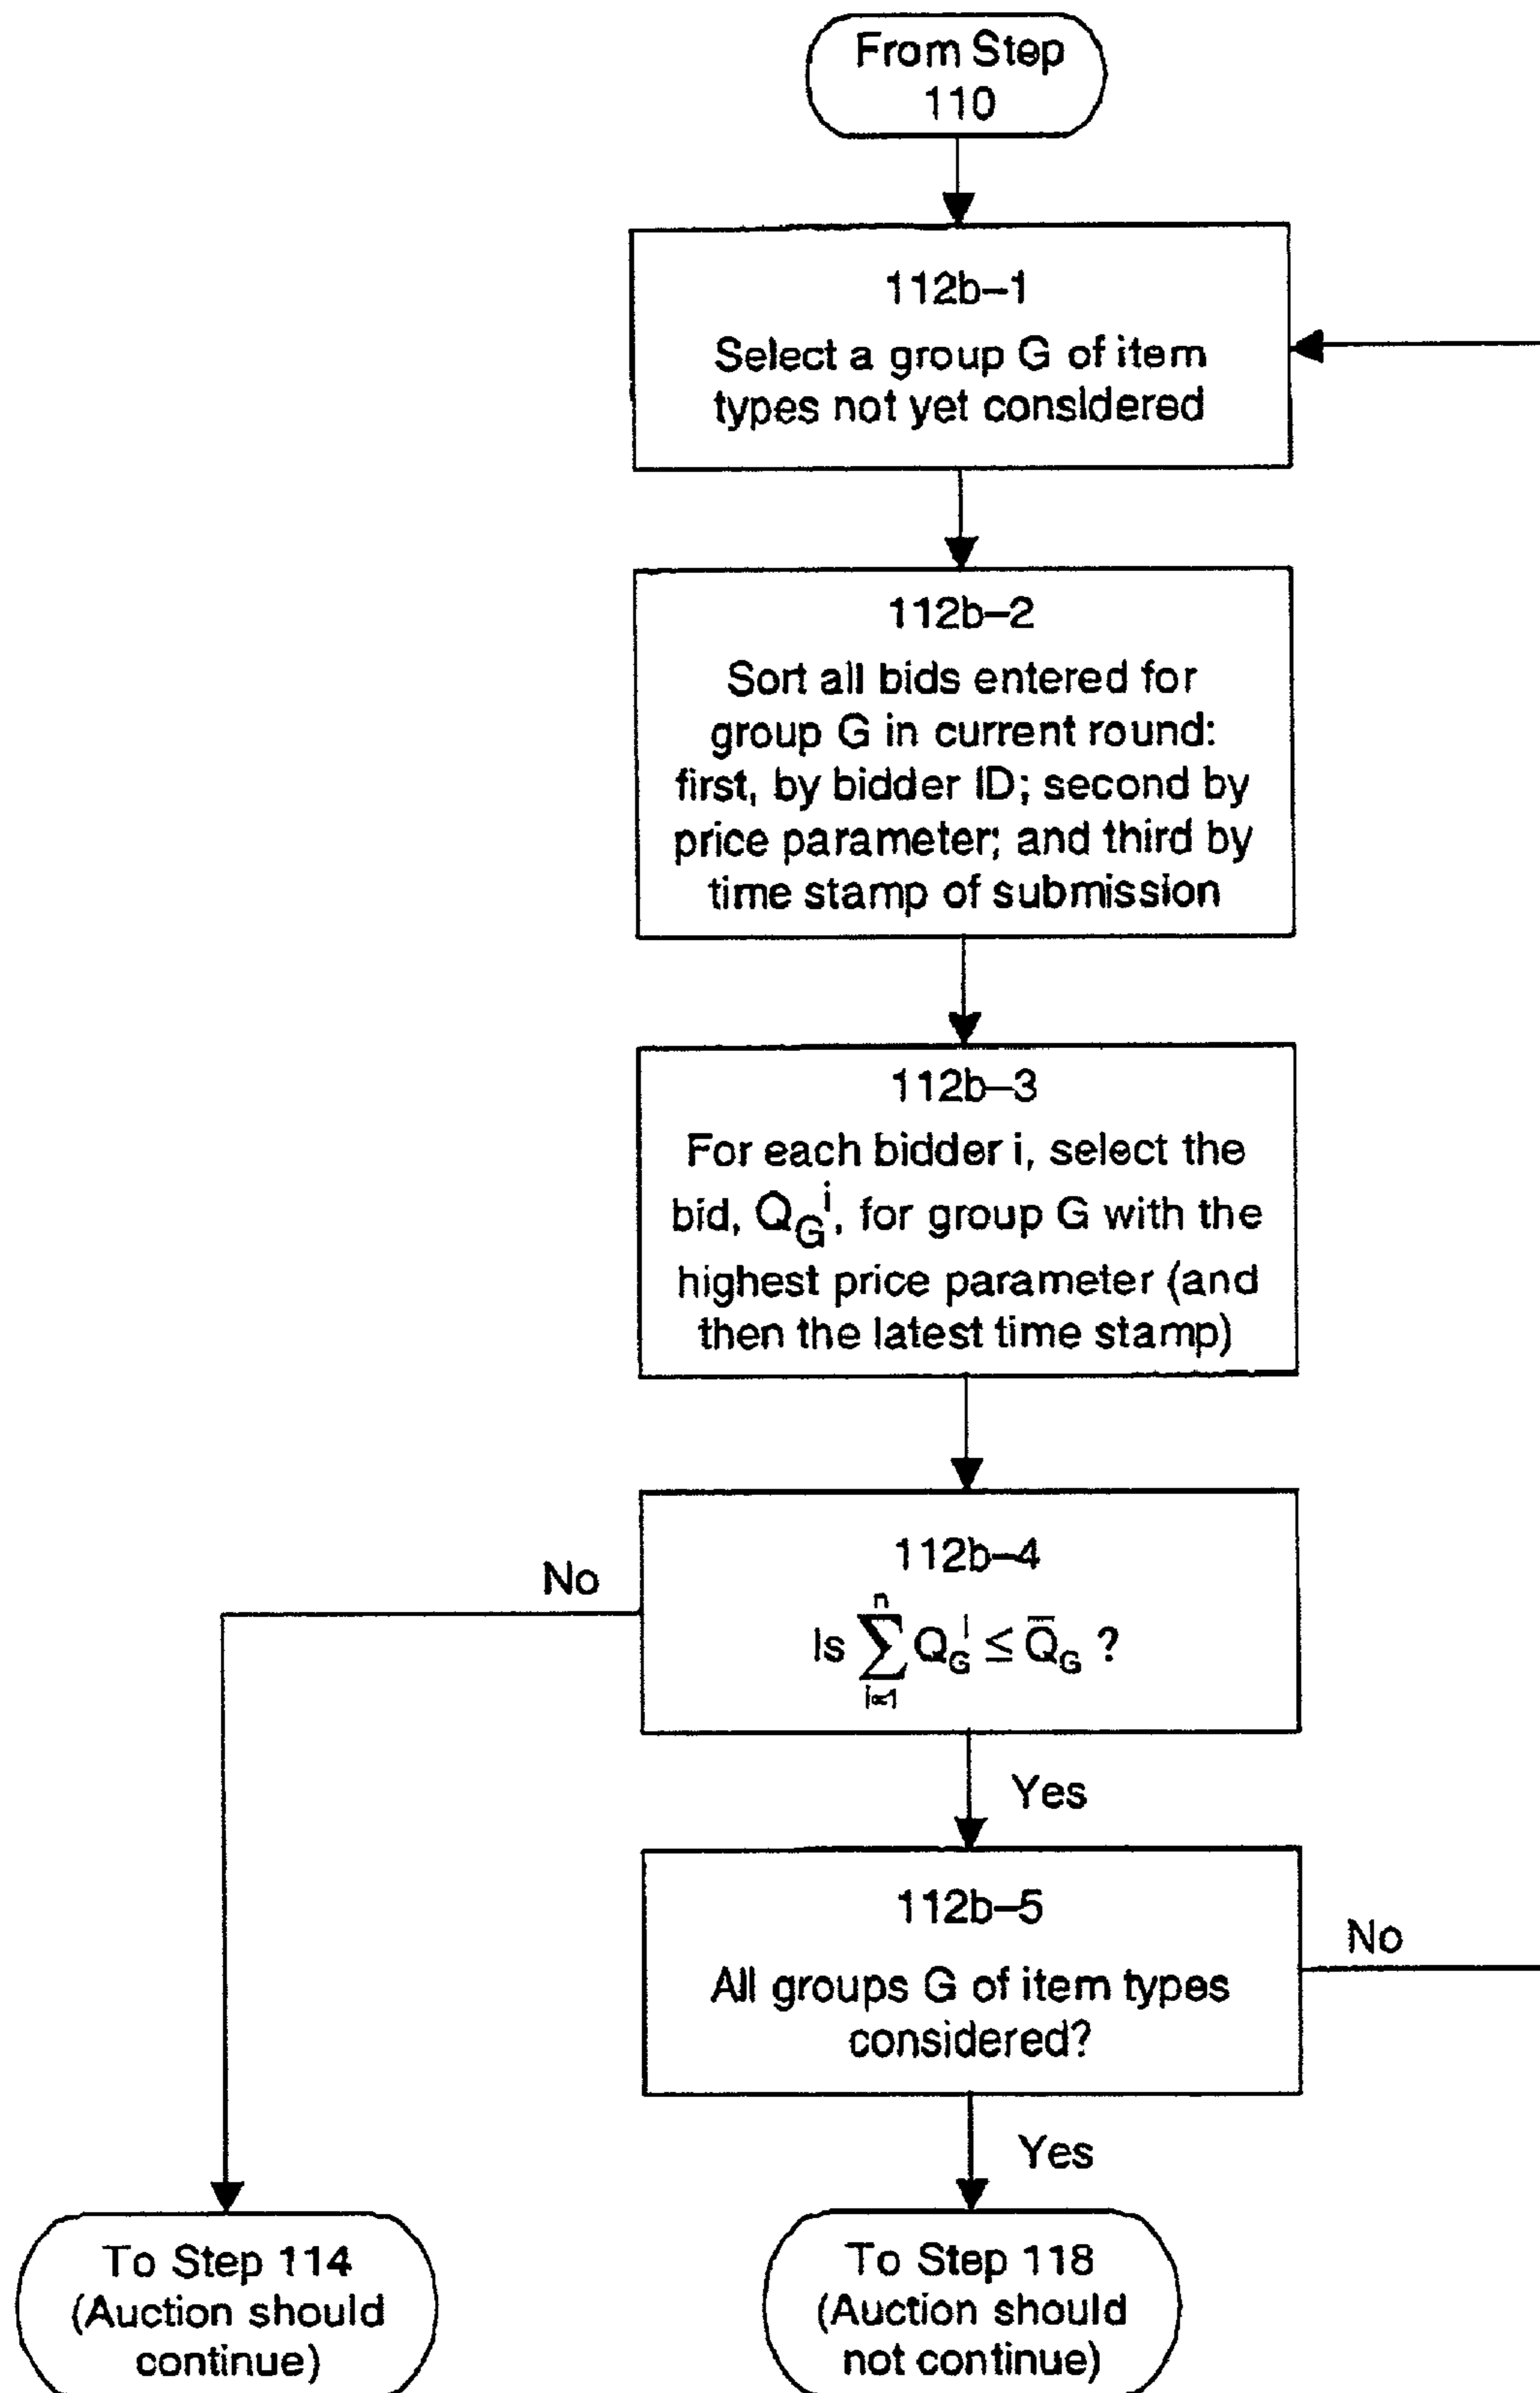 From Step
110
112b–1
Select a group G of item
types not yet considered
112b–2
Sort all bids entered for
group G in current round:
first, by bidder ID; second by
price parameter; and third by
time stamp of submission
112b–3
For each bidder i, select the
bid, Q_G^i, for group G with the
highest price parameter (and
then the latest time stamp)
112b–4
Is ∑_{i=1}^{n} Q_G^i ≤ Q̅_G ?
No
Yes
112b–5
All groups G of item types
considered?
No
Yes
To Step 114
(Auction should
continue)
To Step 118
(Auction should
not continue)